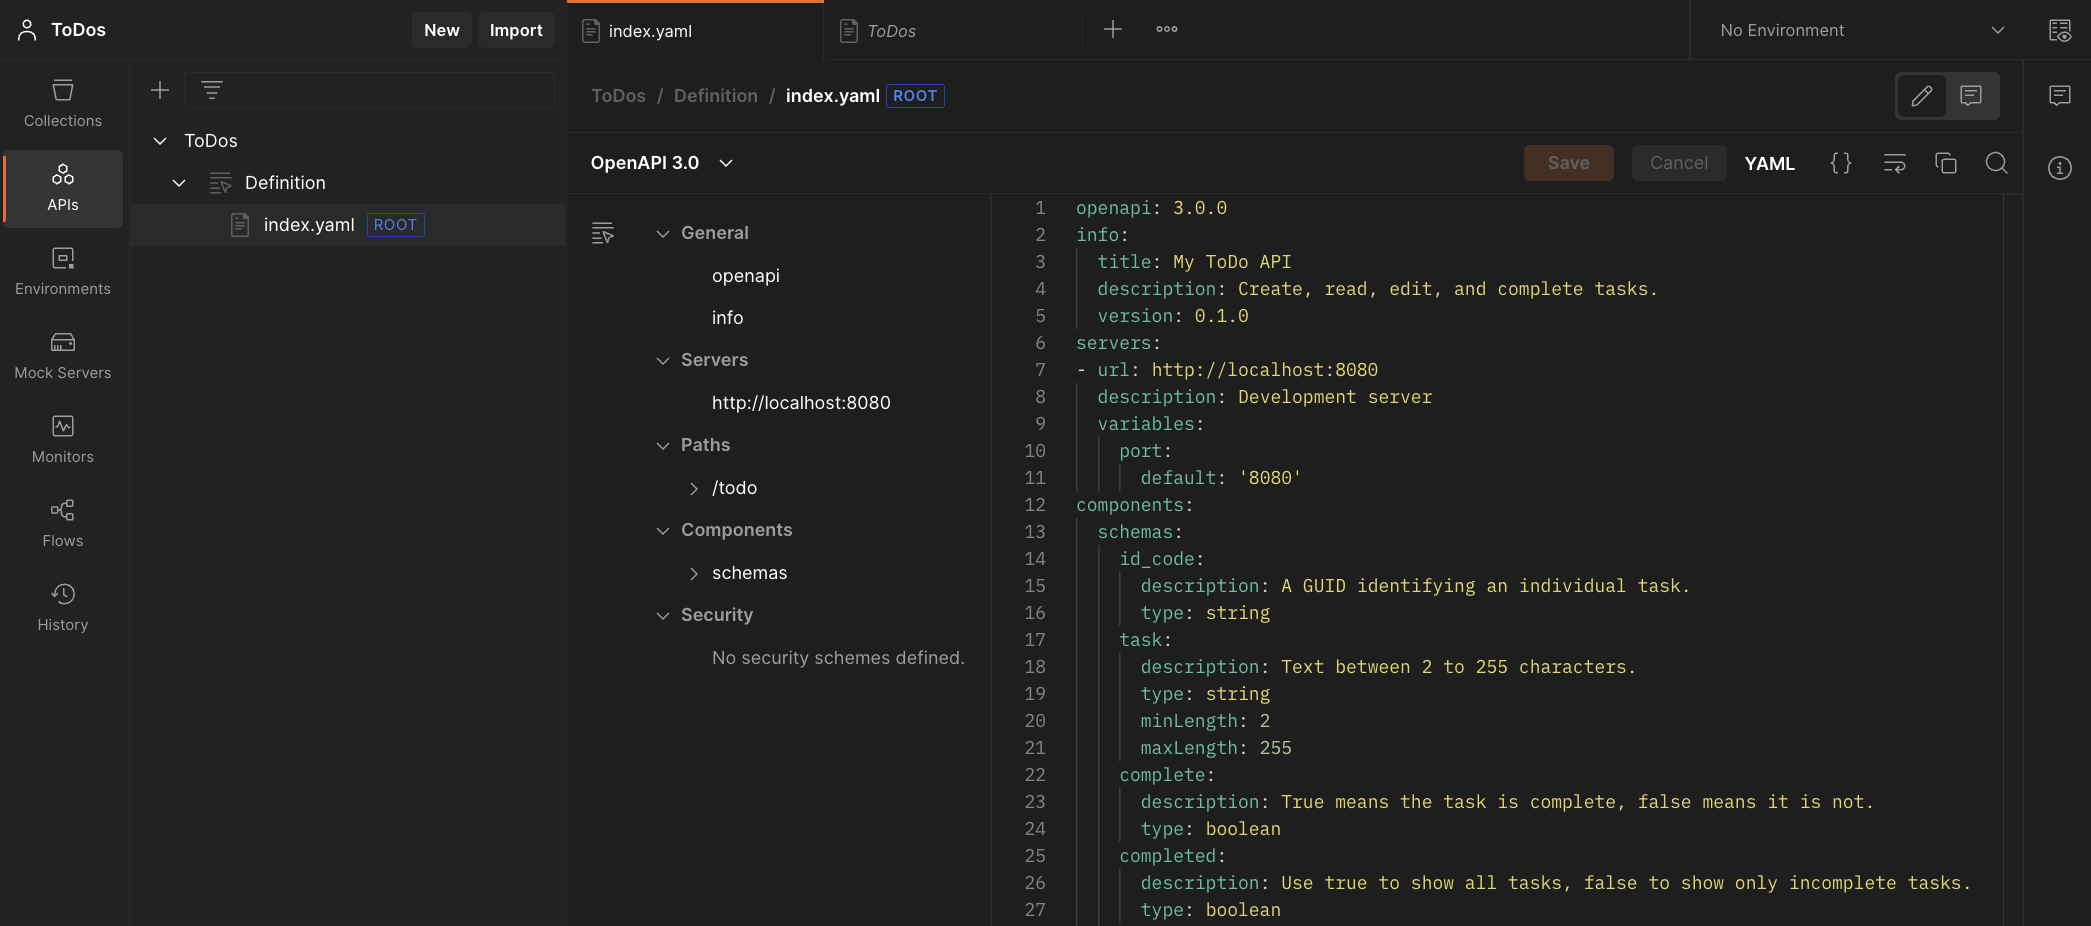 ToDos
New
Import
index.yaml
ToDos
No Environment
Collections
APIs
Environments
Mock Servers
Monitors
Flows
History
ToDos
Definition
index.yaml ROOT
ToDos / Definition / index.yaml ROOT
OpenAPI 3.0
Save
Cancel
YAML
General
openapi
info
Servers
http://localhost:8080
Paths
/todo
Components
schemas
Security
No security schemes defined.
1 openapi: 3.0.0
2 info:
3 title: My ToDo API
4 description: Create, read, edit, and complete tasks.
5 version: 0.1.0
6 servers:
7 - url: http://localhost:8080
8 description: Development server
9 variables:
10 port:
11 default: '8080'
12 components:
13 schemas:
14 id_code:
15 description: A GUID identifying an individual task.
16 type: string
17 task:
18 description: Text between 2 to 255 characters.
19 type: string
20 minLength: 2
21 maxLength: 255
22 complete:
23 description: True means the task is complete, false means it is not.
24 type: boolean
25 completed:
26 description: Use true to show all tasks, false to show only incomplete tasks.
27 type: boolean